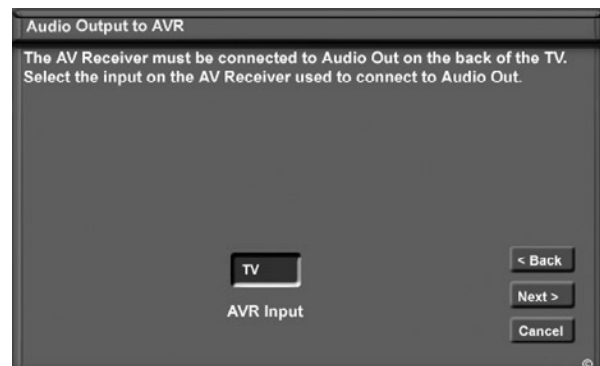 Audio Output to AVR
The AV Receiver must be connected to Audio Out on the back of the TV.
Select the input on the AV Receiver used to connect to Audio Out.
TV
AVR Input
< Back
Next >
Cancel
©